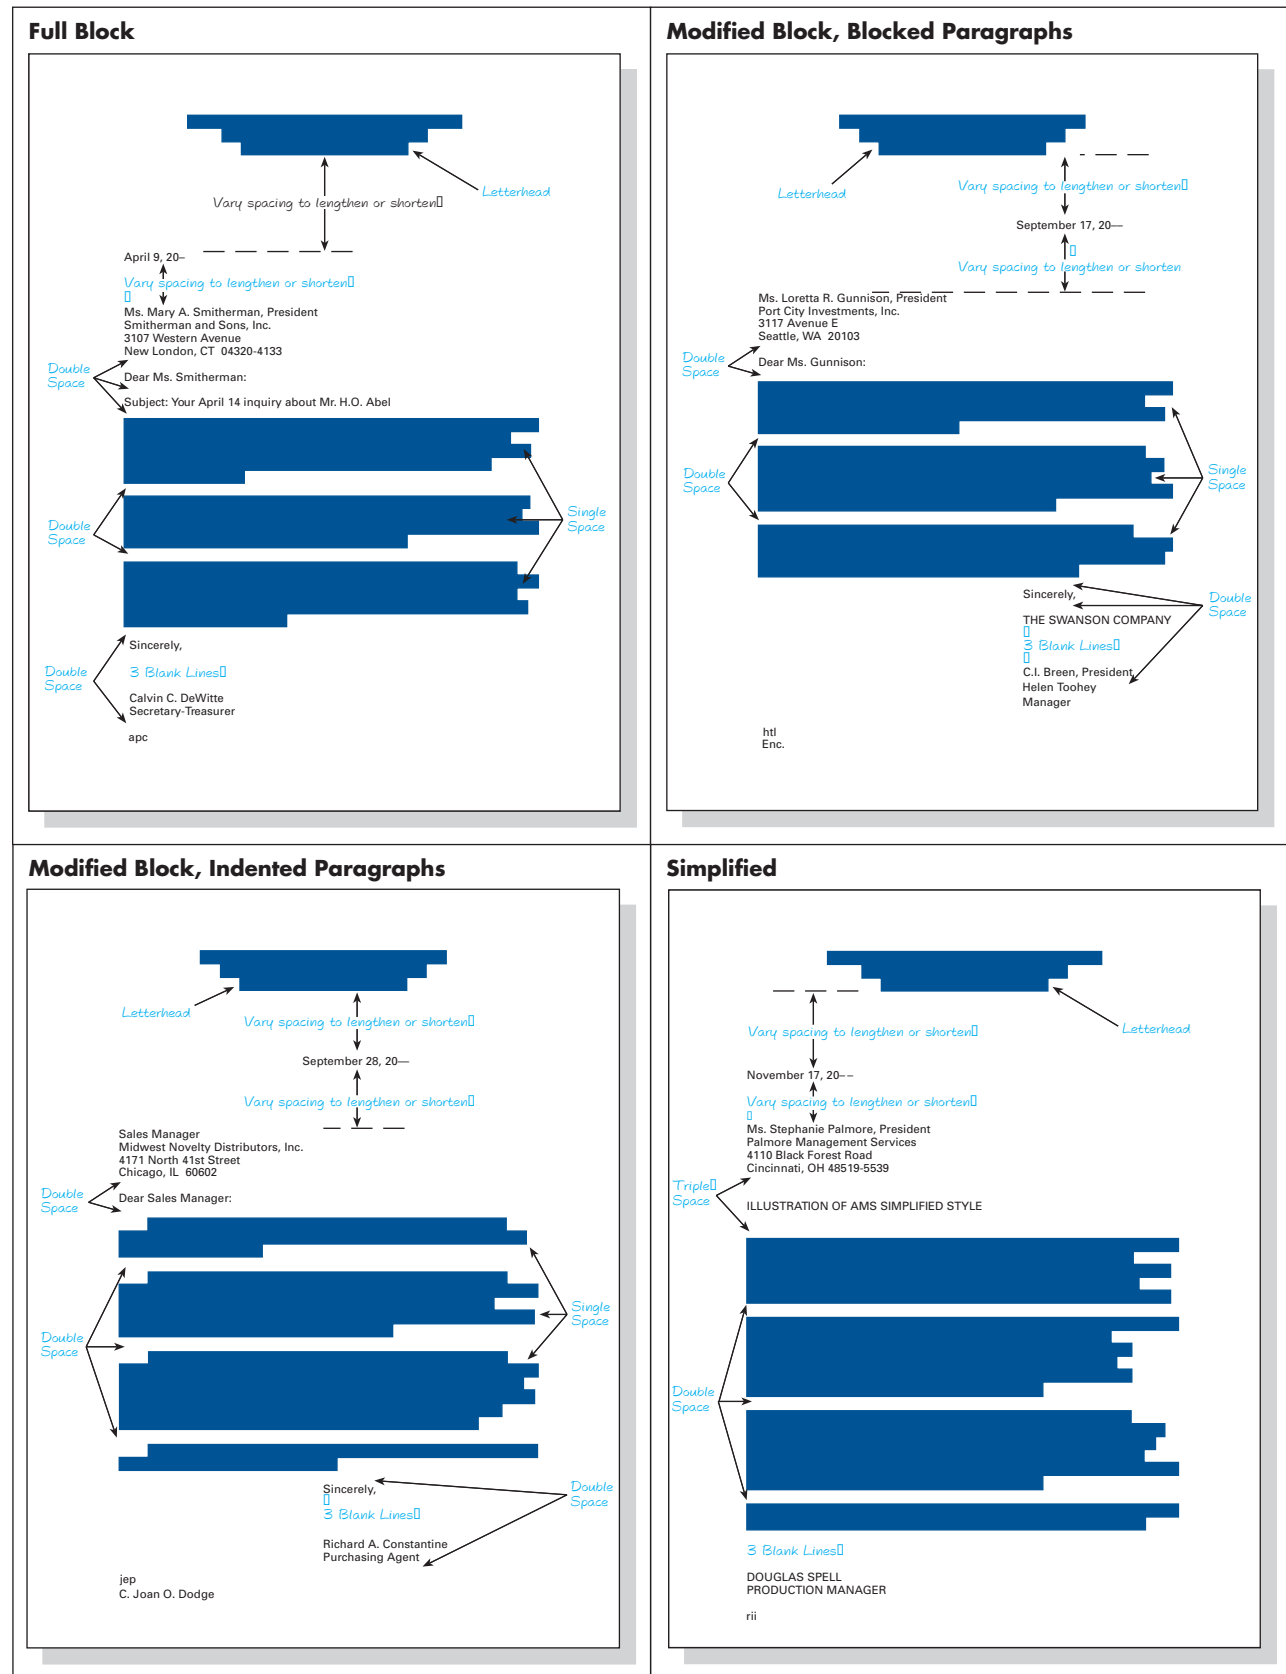 Full Block
Letterhead
Vary spacing to lengthen or shorten
April 9, 20–
Vary spacing to lengthen or shorten
Ms. Mary A. Smitherman, President
Smitherman and Sons, Inc.
3107 Western Avenue
New London, CT  04320-4133
Double
Space
Dear Ms. Smitherman:
Subject: Your April 14 inquiry about Mr. H.O. Abel
Double
Space
Single
Space
Sincerely,
3 Blank Lines
Double
Space
Calvin C. DeWitte
Secretary-Treasurer
apc
Modified Block, Blocked Paragraphs
Letterhead
Vary spacing to lengthen or shorten
September 17, 20––
Vary spacing to lengthen or shorten
Ms. Loretta R. Gunnison, President
Port City Investments, Inc.
3117 Avenue E
Seattle, WA  20103
Double
Space
Dear Ms. Gunnison:
Double
Space
Single
Space
Sincerely,
Double
Space
THE SWANSON COMPANY
3 Blank Lines
C.I. Breen, President
Helen Toohey
Manager
htl
Enc.
Modified Block, Indented Paragraphs
Letterhead
Vary spacing to lengthen or shorten
September 28, 20––
Vary spacing to lengthen or shorten
Sales Manager
Midwest Novelty Distributors, Inc.
4171 North 41st Street
Chicago, IL  60602
Double
Space
Dear Sales Manager:
Single
Space
Double
Space
Sincerely,
Double
Space
3 Blank Lines
Richard A. Constantine
Purchasing Agent
jep
C. Joan O. Dodge
Simplified
Letterhead
Vary spacing to lengthen or shorten
November 17, 20––
Vary spacing to lengthen or shorten
Ms. Stephanie Palmore, President
Palmore Management Services
4110 Black Forest Road
Cincinnati, OH 48519-5539
Triple
Space
ILLUSTRATION OF AMS SIMPLIFIED STYLE
Double
Space
3 Blank Lines
DOUGLAS SPELL
PRODUCTION MANAGER
rii